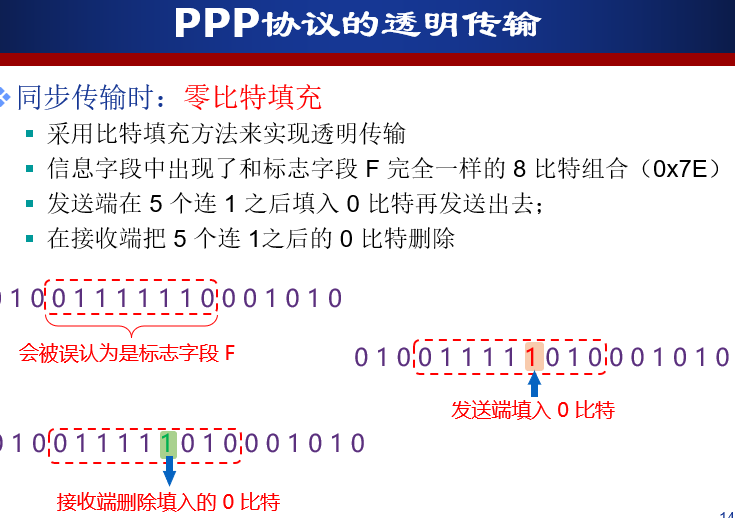 PPP协议的透明传输
同步传输时：零比特填充
采用比特填充方法来实现透明传输
信息字段中出现了和标志字段 F 完全一样的 8 比特组合（0x7E）
发送端在 5 个连 1 之后填入 0 比特再发送出去；
在接收端把 5 个连 1之后的 0 比特删除
0 1 0 0 1 1 1 1 1 1 0 0 0 1 0 1 0
会被误认为是标志字段 F
0 1 0 0 1 1 1 1 1 0 1 0 0 0 1 0 1 0
发送端填入 0 比特
0 1 0 0 1 1 1 1 1 0 1 0 0 0 1 0 1 0
接收端删除填入的 0 比特
14